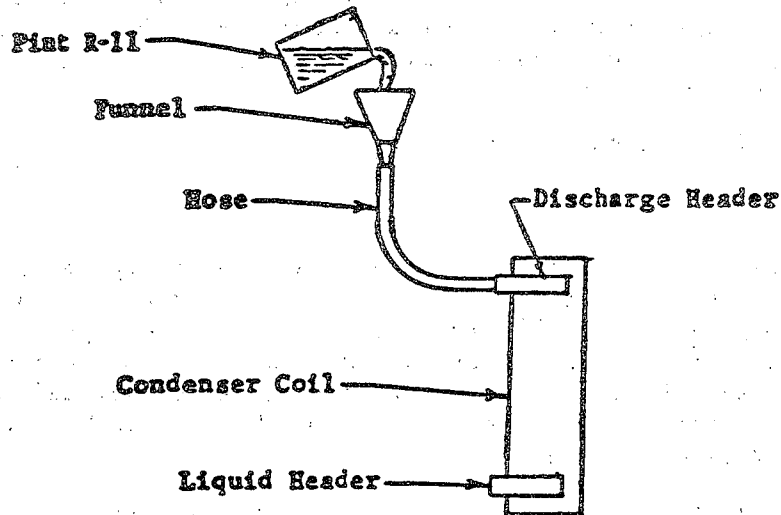 Pint R-11
Funnel
Hose
Discharge Header
Condenser Coil
Liquid Header